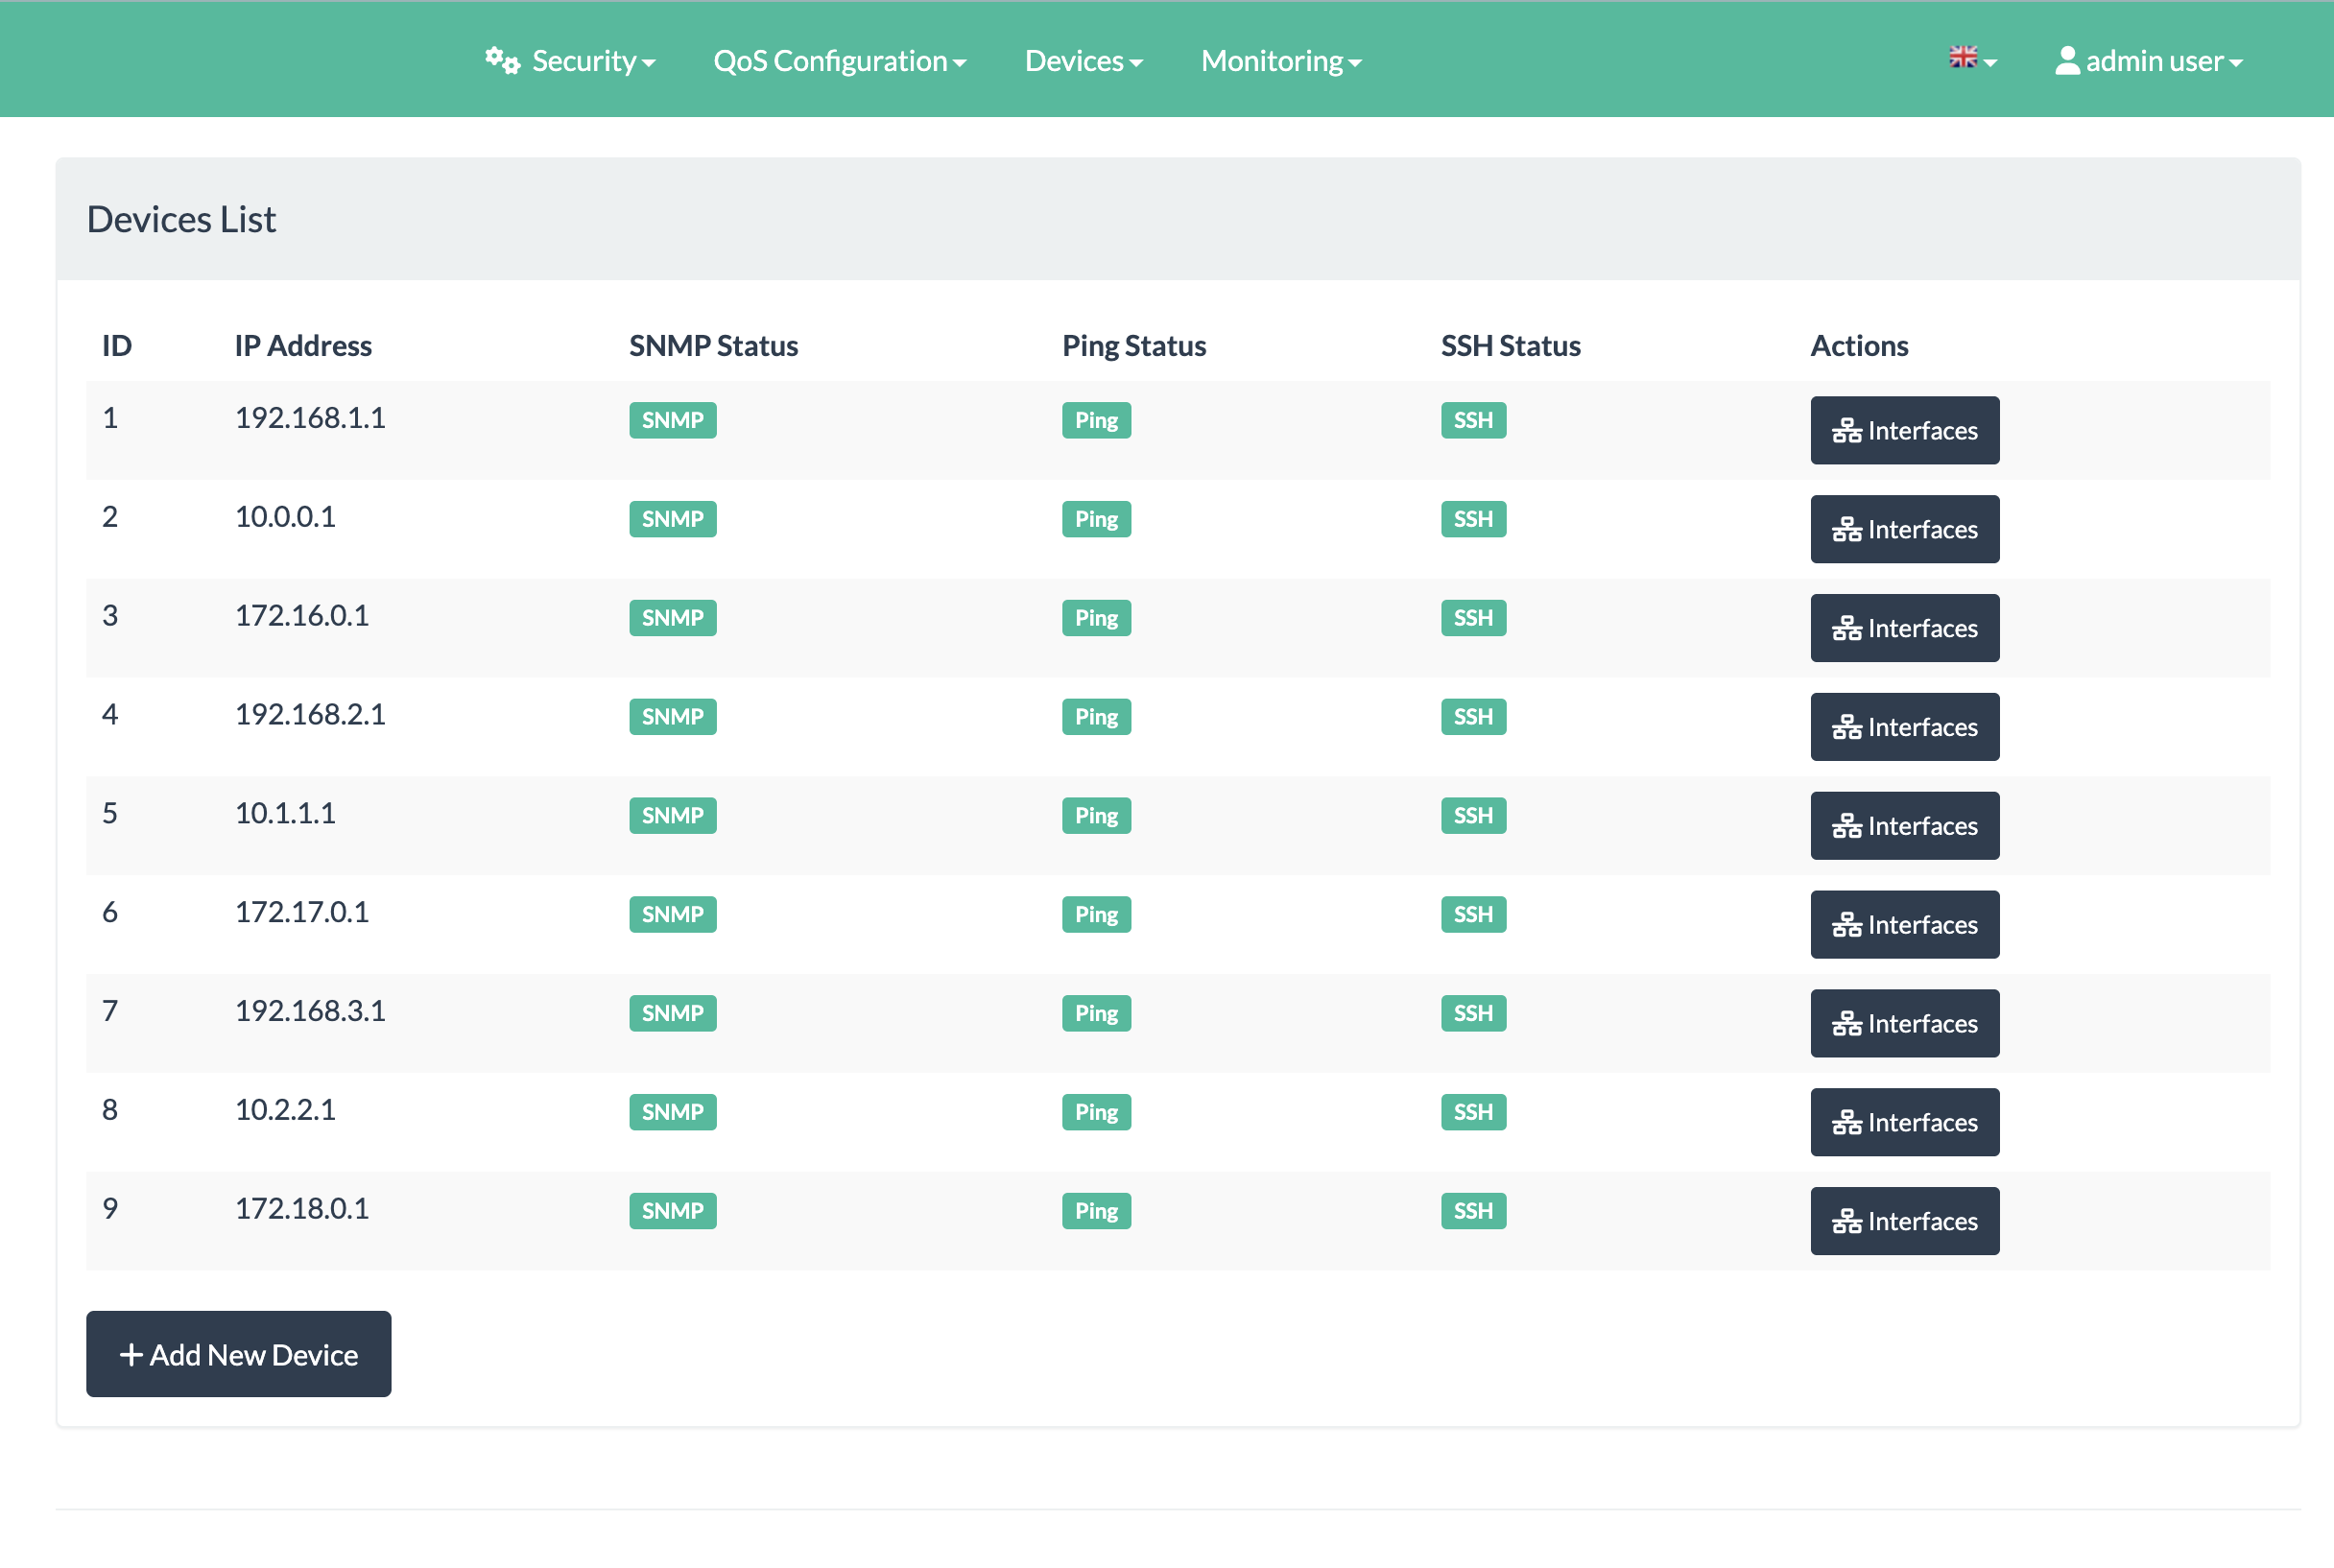 Security QoS Configuration Devices Monitoring admin user
Devices List
ID IP Address SNMP Status Ping Status SSH Status Actions
1 192.168.1.1 SNMP Ping SSH Interfaces
2 10.0.0.1 SNMP Ping SSH Interfaces
3 172.16.0.1 SNMP Ping SSH Interfaces
4 192.168.2.1 SNMP Ping SSH Interfaces
5 10.1.1.1 SNMP Ping SSH Interfaces
6 172.17.0.1 SNMP Ping SSH Interfaces
7 192.168.3.1 SNMP Ping SSH Interfaces
8 10.2.2.1 SNMP Ping SSH Interfaces
9 172.18.0.1 SNMP Ping SSH Interfaces
+ Add New Device